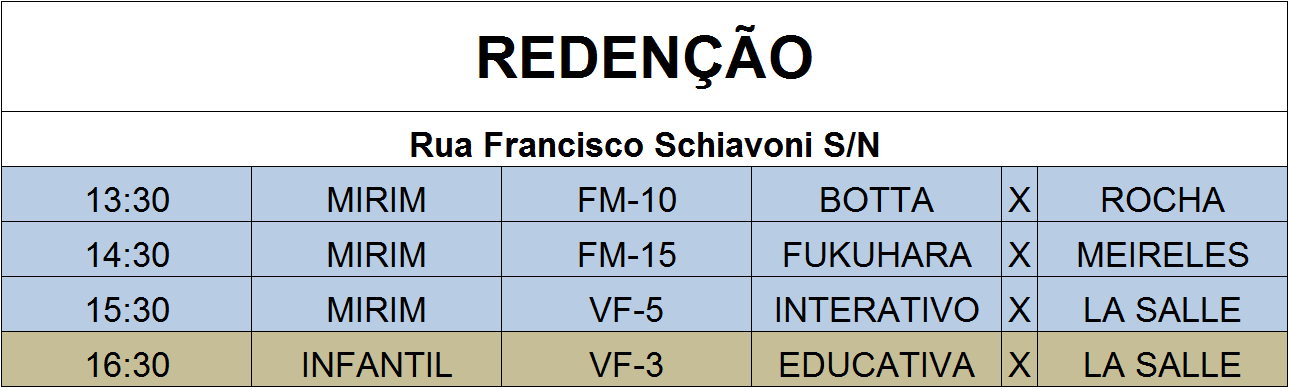 REDENÇÃO
Rua Francisco Schiavoni S/N
13:30 MIRIM FM-10 BOTTA X ROCHA
14:30 MIRIM FM-15 FUKUHARA X MEIRELES
15:30 MIRIM VF-5 INTERATIVO X LA SALLE
16:30 INFANTIL VF-3 EDUCATIVA X LA SALLE